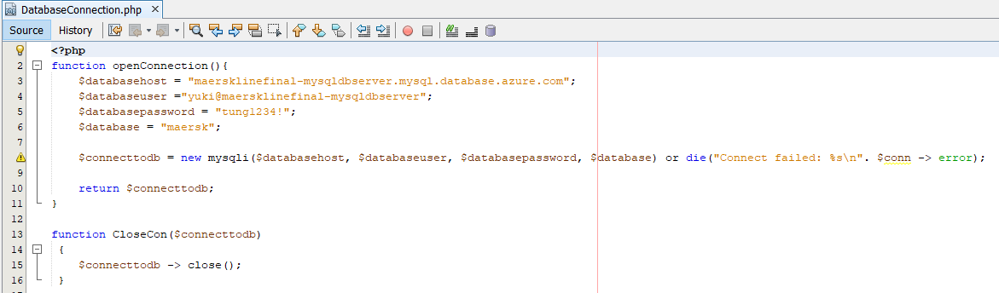 DatabaseConnection.php
Source History
<?php
2 function openConnection(){
3 $databasehost = "maersklinefinal-mysqldbserver.mysql.database.azure.com";
4 $databaseuser ="yuki@maersklinefinal-mysqldbserver";
5 $databasepassword = "tung1234!";
6 $database = "maersk";
7
$connecttodb = new mysqli($databasehost, $databaseuser, $databasepassword, $database) or die("Connect failed: %s\n". $conn -> error);
9
10 return $connecttodb;
11 }
12
13 function CloseCon($connecttodb)
14 {
15 $connecttodb -> close();
16 }